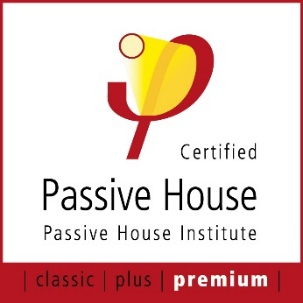 Certified
Passive House
Passive House Institute
| classic | plus | premium |